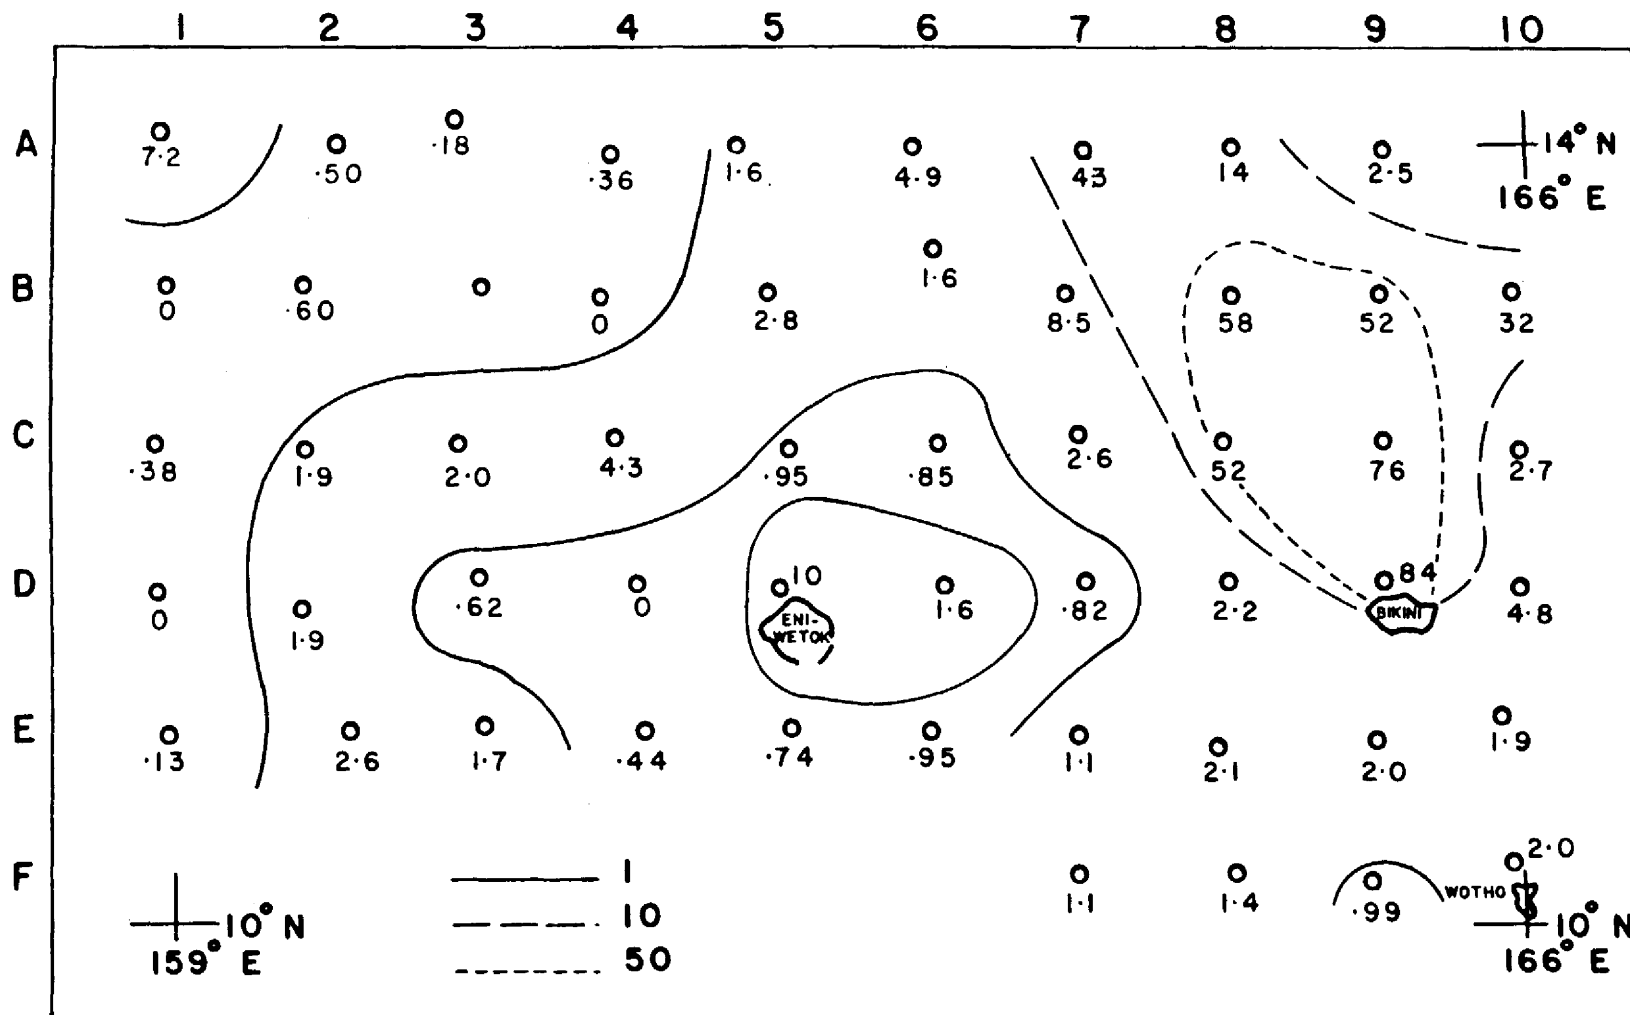 1 2 3 4 5 6 7 8 9 10
A 7.2 .50 .18 .36 1.6 4.9 43 14 2.5 14° N
166° E
B 0 .60 0 2.8 1.6 8.5 58 52 32
C .38 1.9 2.0 4.3 .95 .85 2.6 52 76 2.7
D 0 1.9 .62 0 10 1.6 .82 2.2 84 4.8
ENI-
WETOK
BIKINI
E .13 2.6 1.7 .44 .74 .95 1.1 2.1 2.0 1.9
F 1.1 1.4 .99 2.0
WOTHO
10° N
159° E
1
10
50
10° N
166° E